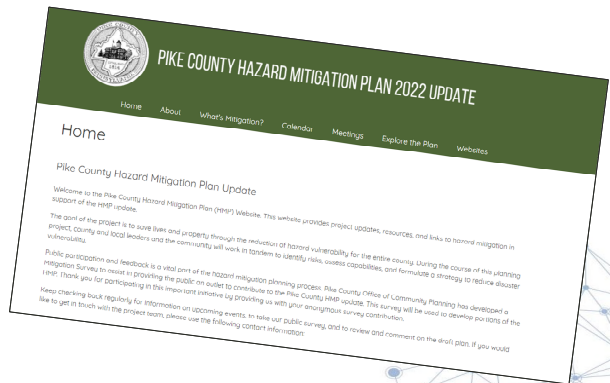 PIKE COUNTY HAZARD MITIGATION PLAN 2022 UPDATE
Home About What's Mitigation? Calendar Meetings Explore the Plan Websites
Home
Pike County Hazard Mitigation Plan Update
Welcome to the Pike County Hazard Mitigation Plan (HMP) Website. This website provides project updates, resources, and links to hazard mitigation in
support of the HMP update.
The goal of the project is to save lives and property through the reduction of hazard vulnerability for the entire county. During the course of this planning
project, county and local leaders and the community will work in tandem to identify risks, assess capabilities, and formulate a strategy to reduce disaster
vulnerability.
Public participation and feedback is a vital part of the hazard mitigation planning process. Pike County Office of Community Planning has developed a
Mitigation Survey to assist in providing the public an outlet to contribute to the Pike County HMP update. This survey will be used to develop portions of the
HMP. Thank you for participating in this important initiative by providing us with your anonymous survey contribution.
Keep checking back regularly for information on upcoming events, to take out public survey, and to review and comment on the draft plan. If you would
like to get in touch with the project team, please use the following contact information: